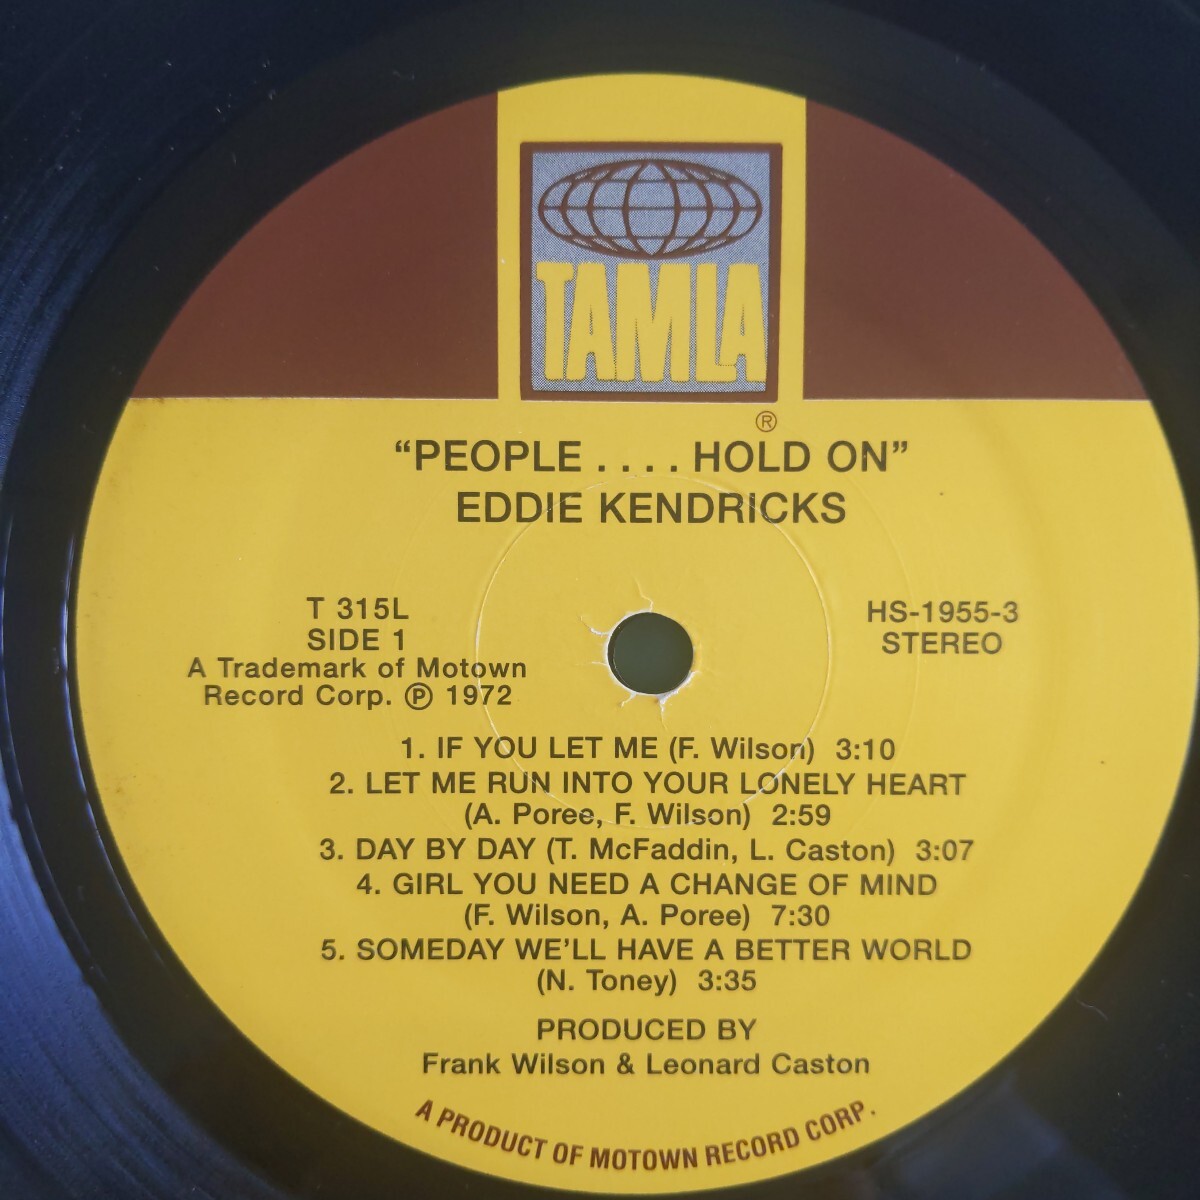 TAMLA
®
“PEOPLE .... HOLD ON”
EDDIE KENDRICKS
T 315L
SIDE 1
A Trademark of Motown
Record Corp. ℗ 1972
HS-1955-3
STEREO
1. IF YOU LET ME (F. Wilson) 3:10
2. LET ME RUN INTO YOUR LONELY HEART
(A. Poree, F. Wilson) 2:59
3. DAY BY DAY (T. McFaddin, L. Caston) 3:07
4. GIRL YOU NEED A CHANGE OF MIND
(F. Wilson, A. Poree) 7:30
5. SOMEDAY WE’LL HAVE A BETTER WORLD
(N. Toney) 3:35
PRODUCED BY
Frank Wilson & Leonard Caston
A PRODUCT OF MOTOWN RECORD CORP.